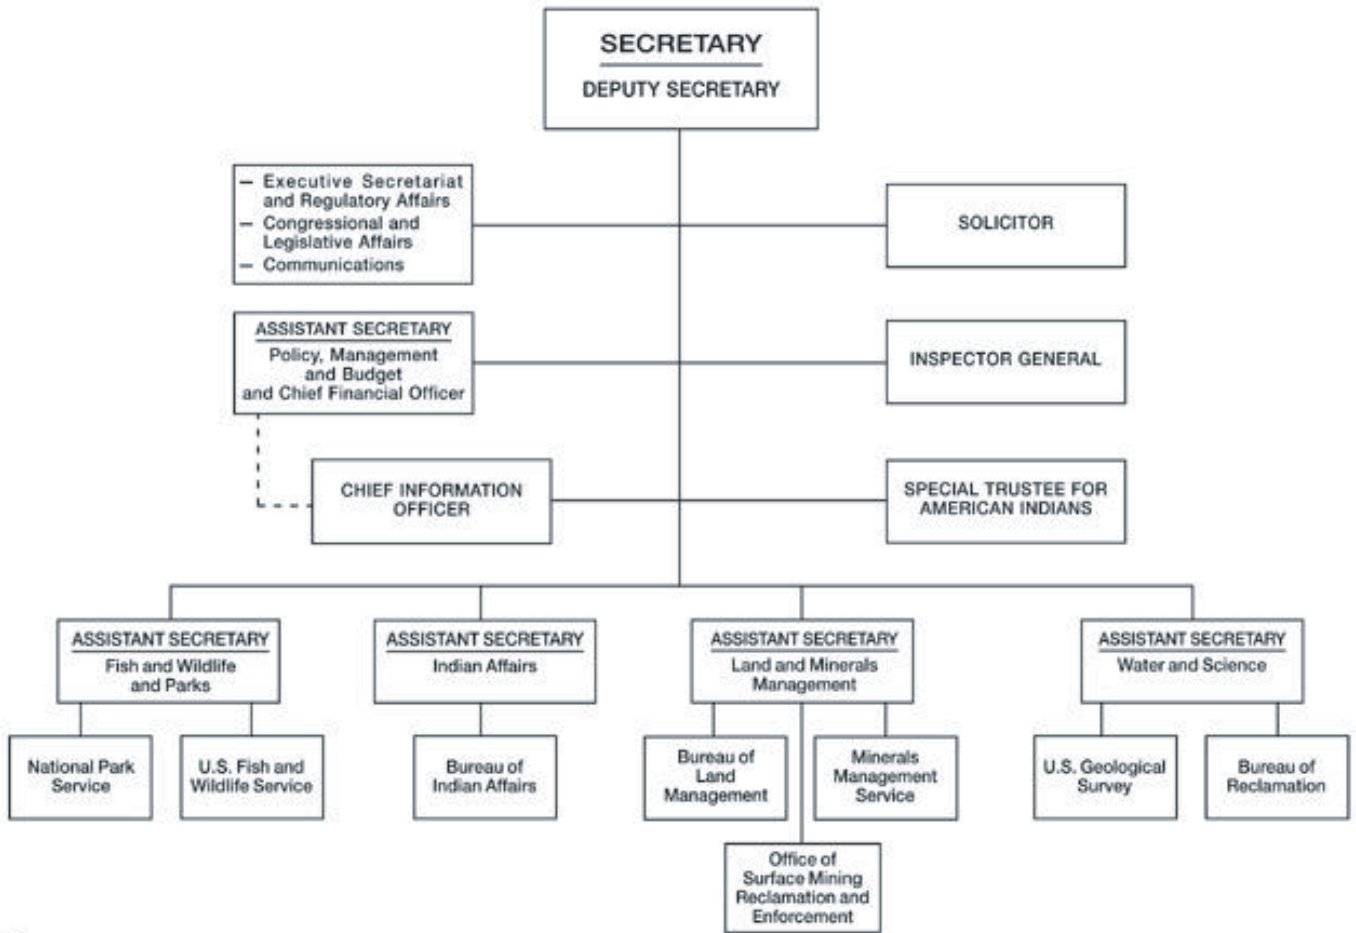 SECRETARY
DEPUTY SECRETARY
— Executive Secretariat
and Regulatory Affairs
— Congressional and
Legislative Affairs
— Communications
SOLICITOR
ASSISTANT SECRETARY
Policy, Management
and Budget
and Chief Financial Officer
INSPECTOR GENERAL
CHIEF INFORMATION
OFFICER
SPECIAL TRUSTEE FOR
AMERICAN INDIANS
ASSISTANT SECRETARY
Fish and Wildlife
and Parks
ASSISTANT SECRETARY
Indian Affairs
ASSISTANT SECRETARY
Land and Minerals
Management
ASSISTANT SECRETARY
Water and Science
National Park
Service
U.S. Fish and
Wildlife Service
Bureau of
Indian Affairs
Bureau of
Land
Management
Minerals
Management
Service
U.S. Geological
Survey
Bureau of
Reclamation
Office of
Surface Mining
Reclamation and
Enforcement